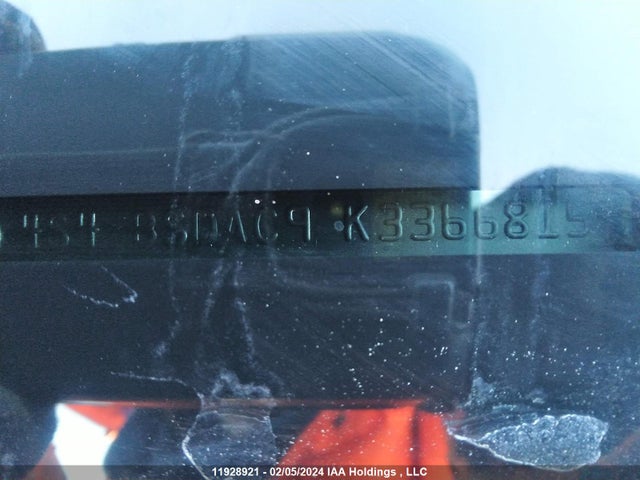 4S4 BSDAC9 K3366815
11928921 - 02/05/2024 IAA Holdings , LLC